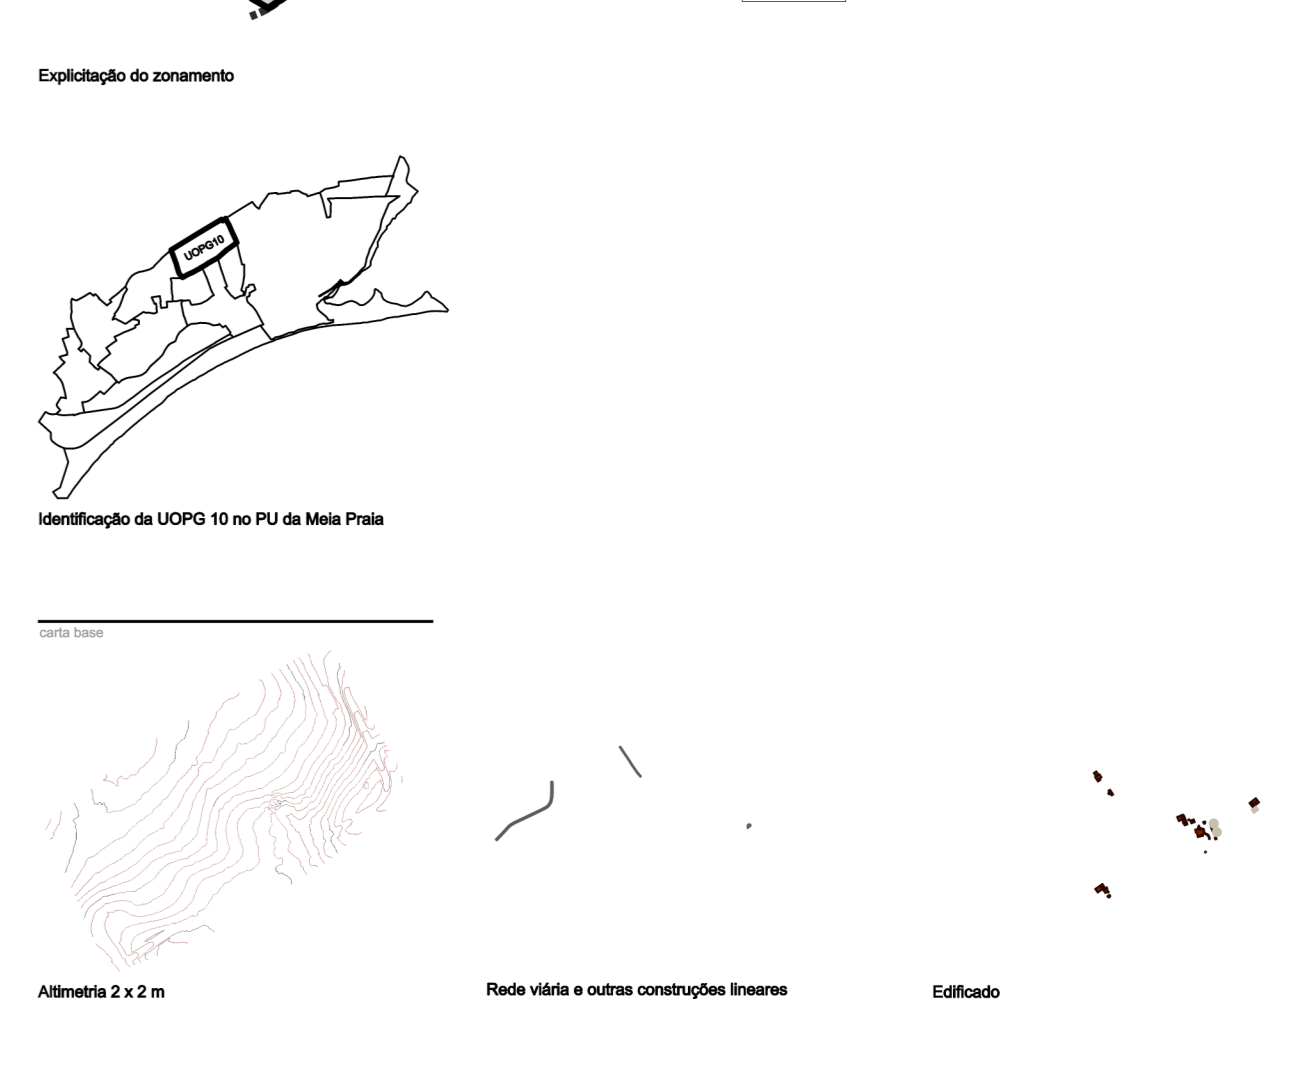 Explicitação do zonamento
UOPG10
Identificação da UOPG 10 no PU da Meia Praia
carta base
Altimetria 2 x 2 m
Rede viária e outras construções lineares
Edificado